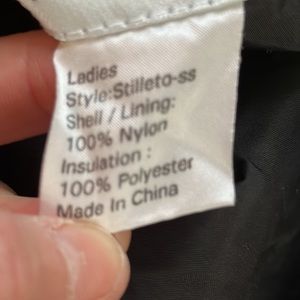 Ladies
Style:Stilleto-ss
Shell / Lining:
100% Nylon
Insulation :
100% Polyester
Made In China